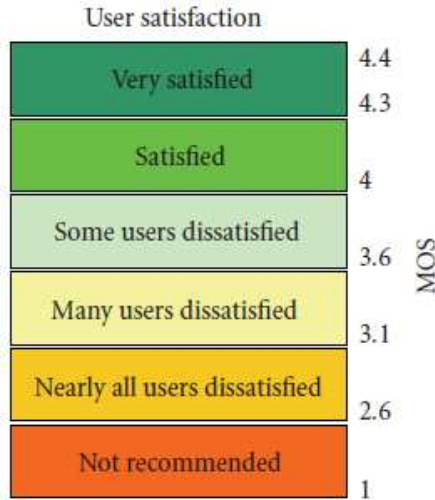 User satisfaction
4.4
Very satisfied
4.3
Satisfied
4
Some users dissatisfied
3.6
MOS
Many users dissatisfied
3.1
Nearly all users dissatisfied
2.6
Not recommended
1